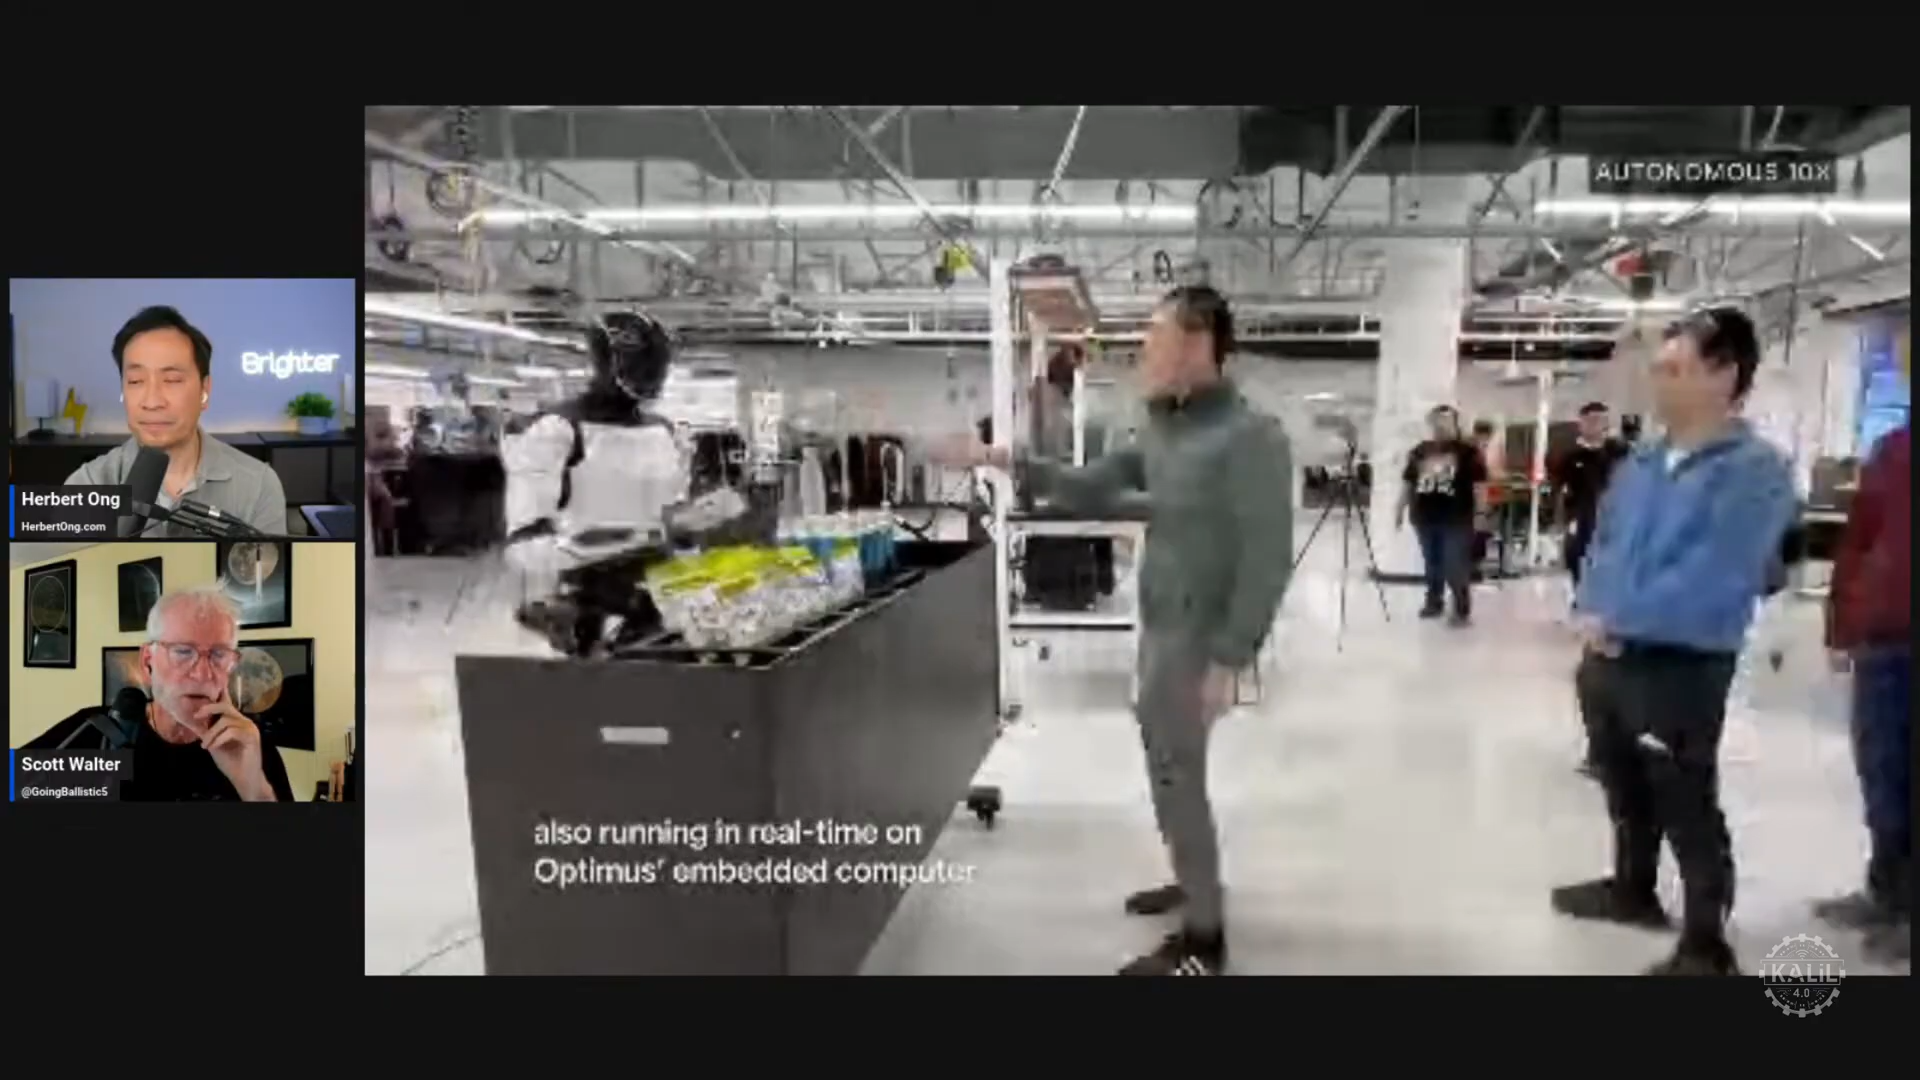 AUTONOMOUS 10X
Brighter
Herbert Ong
HerbertOng.com
Scott Walter
@GoingBallistic5
also running in real-time on
Optimus' embedded computer
KALIL
4.0